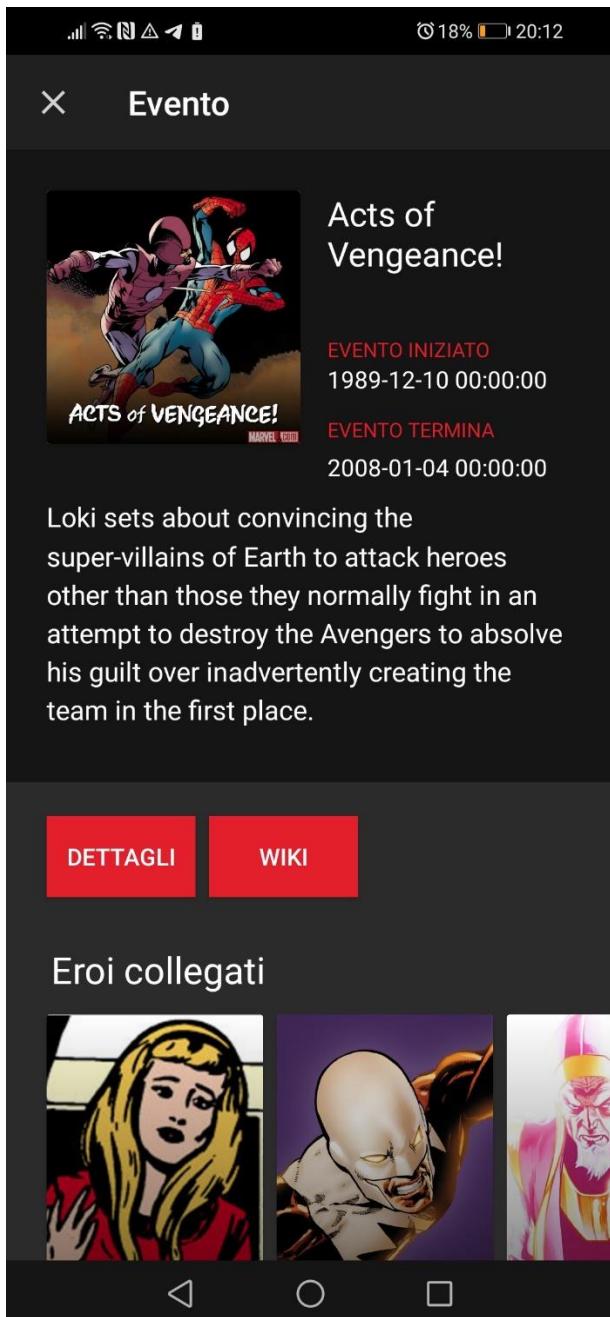 18% 20:12
Evento
Acts of
Vengeance!
EVENTO INIZIATO
1989-12-10 00:00:00
EVENTO TERMINA
2008-01-04 00:00:00
ACTS of VENGEANCE!
MARVEL .COM
Loki sets about convincing the
super-villains of Earth to attack heroes
other than those they normally fight in an
attempt to destroy the Avengers to absolve
his guilt over inadvertently creating the
team in the first place.
DETTAGLI WIKI
Eroi collegati